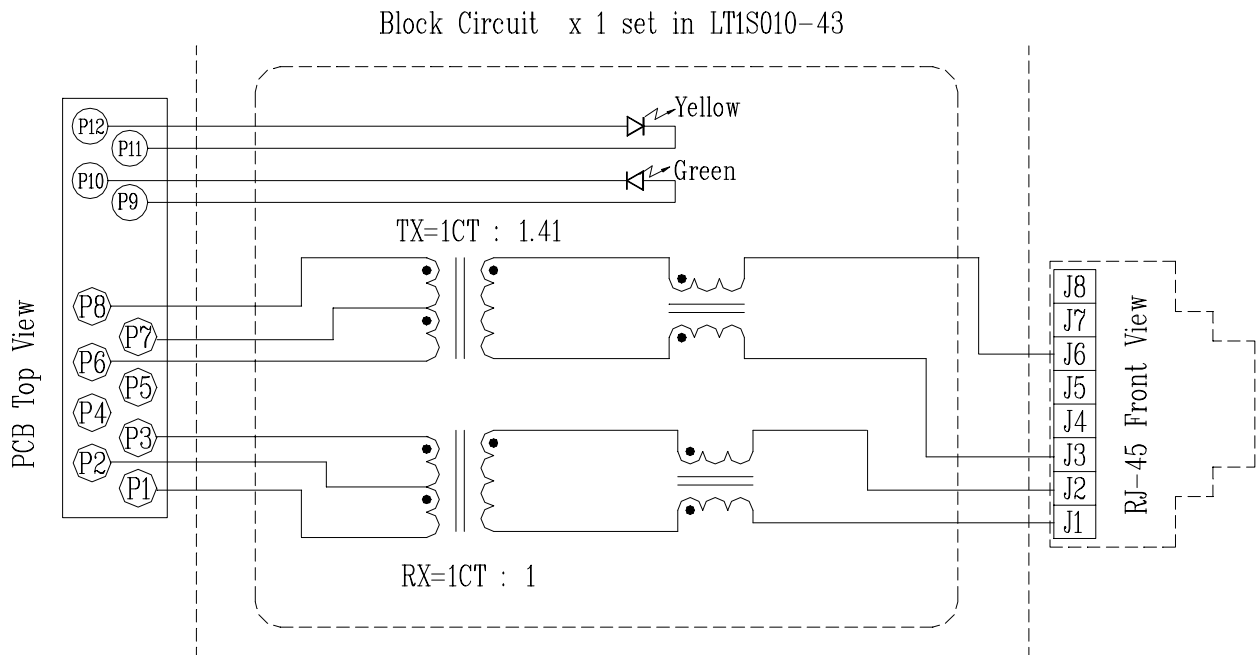 Block Circuit x 1 set in LT1S010-43
P12
Yellow
P11
P10
Green
P9
TX=1CT : 1.41
P8
P7
P6
P5
P4
P3
P2
P1
PCB Top View
J8
J7
J6
J5
J4
J3
J2
J1
RJ-45 Front View
RX=1CT : 1